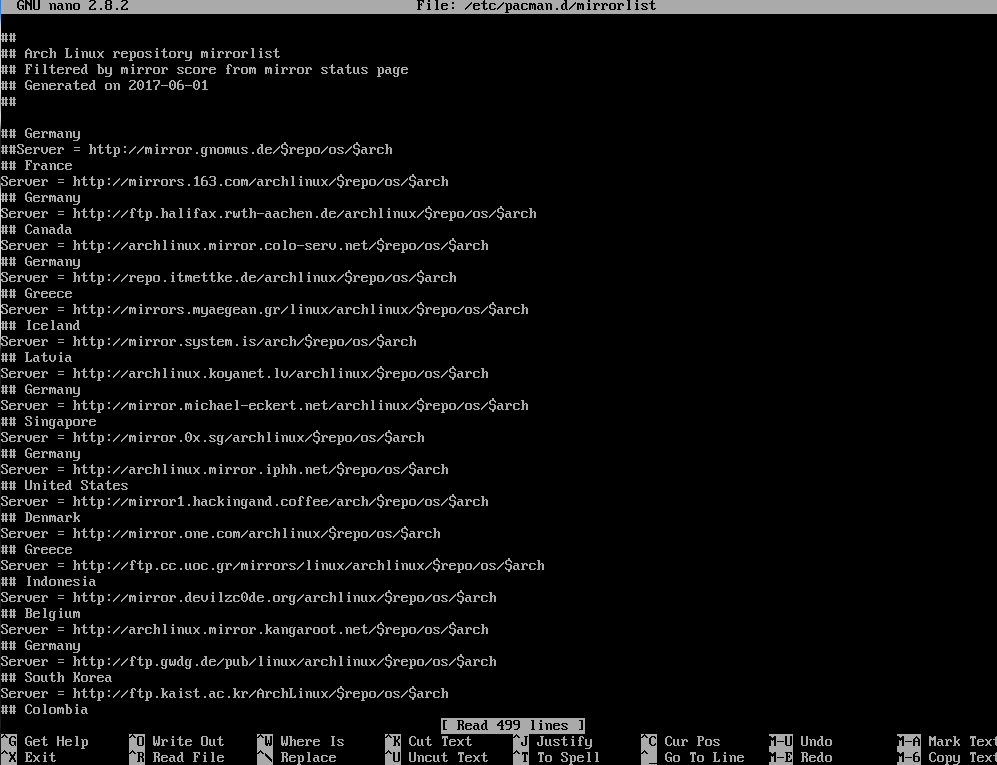 GNU nano 2.8.2 File: /etc/pacman.d/mirrorlist
##
## Arch Linux repository mirrorlist
## Filtered by mirror score from mirror status page
## Generated on 2017-06-01
##
## Germany
##Server = http://mirror.gnomus.de/$repo/os/$arch
## France
Server = http://mirrors.163.com/archlinux/$repo/os/$arch
## Germany
Server = http://ftp.halifax.rwth-aachen.de/archlinux/$repo/os/$arch
## Canada
Server = http://archlinux.mirror.colo-serv.net/$repo/os/$arch
## Germany
Server = http://repo.itmettke.de/archlinux/$repo/os/$arch
## Greece
Server = http://mirrors.myaegean.gr/linux/archlinux/$repo/os/$arch
## Iceland
Server = http://mirror.system.is/arch/$repo/os/$arch
## Latvia
Server = http://archlinux.koyanet.lv/archlinux/$repo/os/$arch
## Germany
Server = http://mirror.michael-eckert.net/archlinux/$repo/os/$arch
## Singapore
Server = http://mirror.0x.sg/archlinux/$repo/os/$arch
## Germany
Server = http://archlinux.mirror.iphh.net/$repo/os/$arch
## United States
Server = http://mirror1.hackingand.coffee/arch/$repo/os/$arch
## Denmark
Server = http://mirror.one.com/archlinux/$repo/os/$arch
## Greece
Server = http://ftp.cc.uoc.gr/mirrors/linux/archlinux/$repo/os/$arch
## Indonesia
Server = http://mirror.devilzc0de.org/archlinux/$repo/os/$arch
## Belgium
Server = http://archlinux.mirror.kangaroot.net/$repo/os/$arch
## Germany
Server = http://ftp.gwdg.de/pub/linux/archlinux/$repo/os/$arch
## South Korea
Server = http://ftp.kaist.ac.kr/ArchLinux/$repo/os/$arch
## Colombia
[ Read 499 lines ]
^G Get Help ^O Write Out ^W Where Is ^K Cut Text ^J Justify ^C Cur Pos M-U Undo M-A Mark Text
^X Exit ^R Read File ^\ Replace ^U Uncut Text ^T To Spell ^_ Go To Line M-E Redo M-6 Copy Text